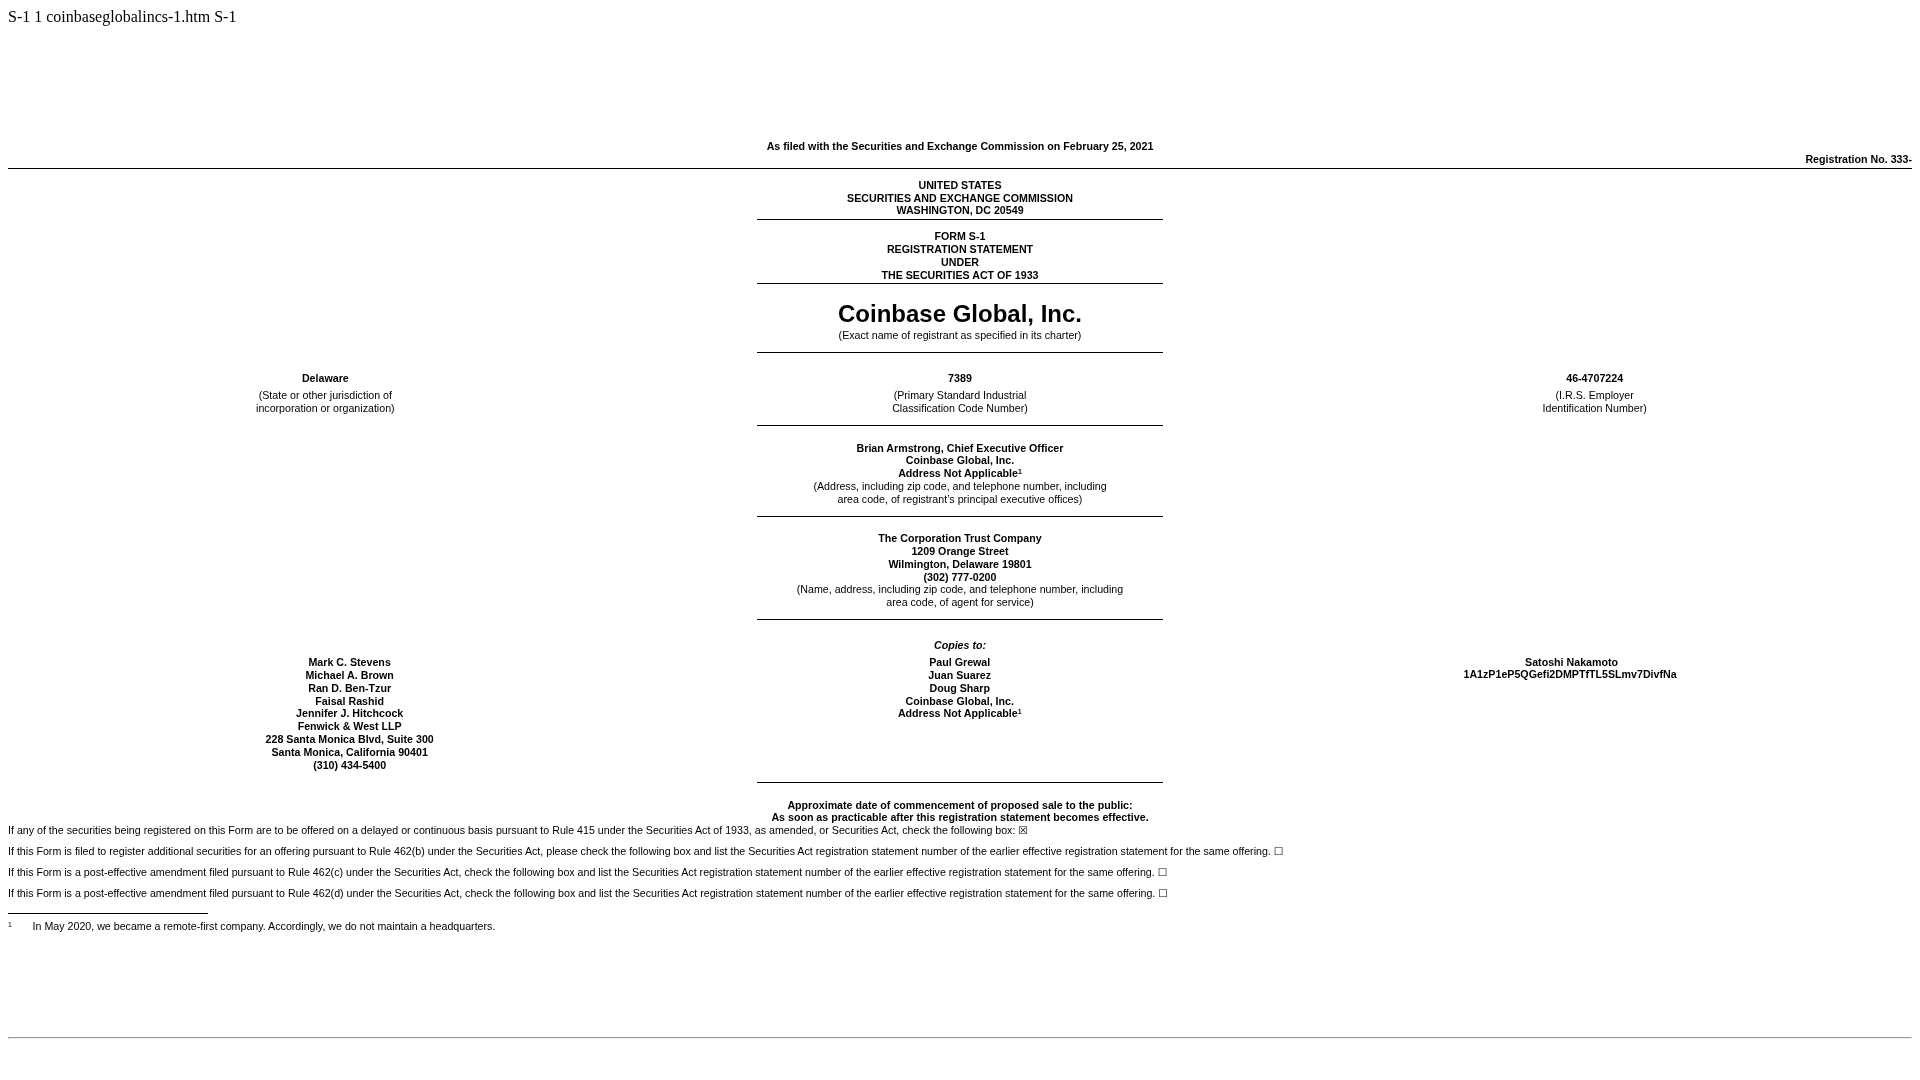 S-1 1 coinbaseglobalincs-1.htm S-1
As filed with the Securities and Exchange Commission on February 25, 2021
Registration No. 333-
UNITED STATES
SECURITIES AND EXCHANGE COMMISSION
WASHINGTON, DC 20549
FORM S-1
REGISTRATION STATEMENT
UNDER
THE SECURITIES ACT OF 1933
Coinbase Global, Inc.
(Exact name of registrant as specified in its charter)
Delaware
(State or other jurisdiction of
incorporation or organization)
7389
(Primary Standard Industrial
Classification Code Number)
46-4707224
(I.R.S. Employer
Identification Number)
Brian Armstrong, Chief Executive Officer
Coinbase Global, Inc.
Address Not Applicable¹
(Address, including zip code, and telephone number, including
area code, of registrant’s principal executive offices)
The Corporation Trust Company
1209 Orange Street
Wilmington, Delaware 19801
(302) 777-0200
(Name, address, including zip code, and telephone number, including
area code, of agent for service)
Copies to:
Mark C. Stevens
Michael A. Brown
Ran D. Ben-Tzur
Faisal Rashid
Jennifer J. Hitchcock
Fenwick & West LLP
228 Santa Monica Blvd, Suite 300
Santa Monica, California 90401
(310) 434-5400
Paul Grewal
Juan Suarez
Doug Sharp
Coinbase Global, Inc.
Address Not Applicable¹
Satoshi Nakamoto
1A1zP1eP5QGefi2DMPTfTL5SLmv7DivfNa
Approximate date of commencement of proposed sale to the public:
As soon as practicable after this registration statement becomes effective.
If any of the securities being registered on this Form are to be offered on a delayed or continuous basis pursuant to Rule 415 under the Securities Act of 1933, as amended, or Securities Act, check the following box: ☒
If this Form is filed to register additional securities for an offering pursuant to Rule 462(b) under the Securities Act, please check the following box and list the Securities Act registration statement number of the earlier effective registration statement for the same offering. ☐
If this Form is a post-effective amendment filed pursuant to Rule 462(c) under the Securities Act, check the following box and list the Securities Act registration statement number of the earlier effective registration statement for the same offering. ☐
If this Form is a post-effective amendment filed pursuant to Rule 462(d) under the Securities Act, check the following box and list the Securities Act registration statement number of the earlier effective registration statement for the same offering. ☐
¹ In May 2020, we became a remote-first company. Accordingly, we do not maintain a headquarters.